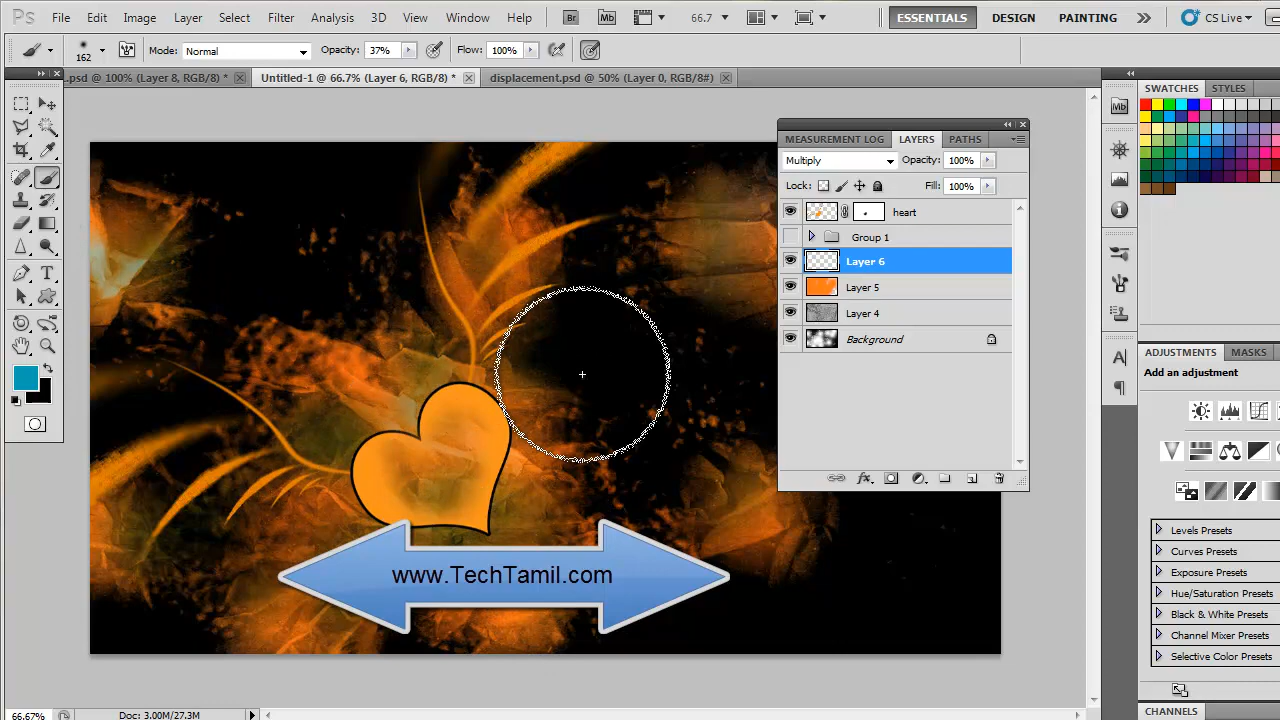 Ps File Edit Image Layer Select Filter Analysis 3D View Window Help Br Mb 66.7 ESSENTIALS DESIGN PAINTING CS Live
162 Mode: Normal Opacity: 37% Flow: 100%
.psd @ 100% (Layer 8, RGB/8) * Untitled-1 @ 66.7% (Layer 6, RGB/8) * displacement.psd @ 50% (Layer 0, RGB/8#)
SWATCHES STYLES
Mb
MEASUREMENT LOG LAYERS PATHS
Multiply Opacity: 100%
Lock: Fill: 100%
heart
Group 1
Layer 6
Layer 5
Layer 4
Background
fx
T
A
ADJUSTMENTS MASKS
Add an adjustment
Levels Presets
Curves Presets
Exposure Presets
Hue/Saturation Presets
Black & White Presets
Channel Mixer Presets
Selective Color Presets
CHANNELS
www.TechTamil.com
66.67% Doc: 3.00M/27.3M